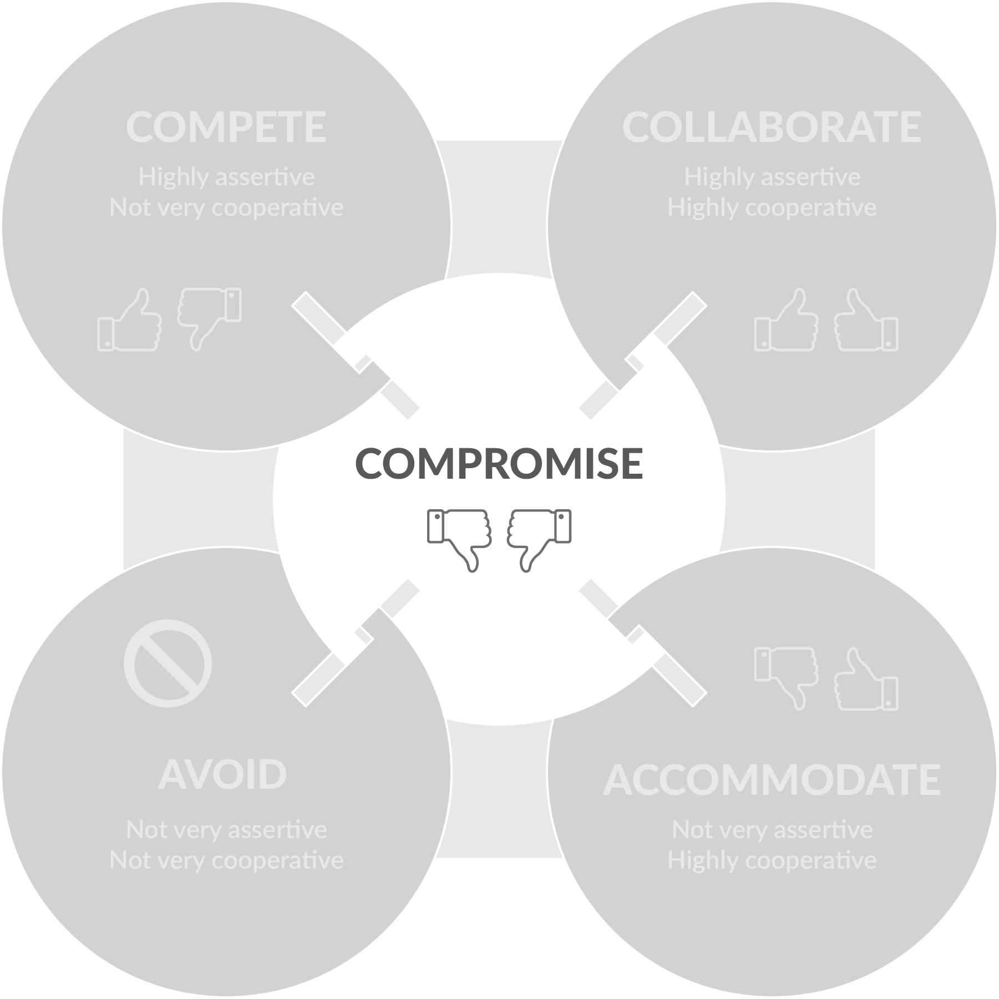 COMPETE
Highly assertive
Not very cooperative
COLLABORATE
Highly assertive
Highly cooperative
COMPROMISE
AVOID
Not very assertive
Not very cooperative
ACCOMMODATE
Not very assertive
Highly cooperative